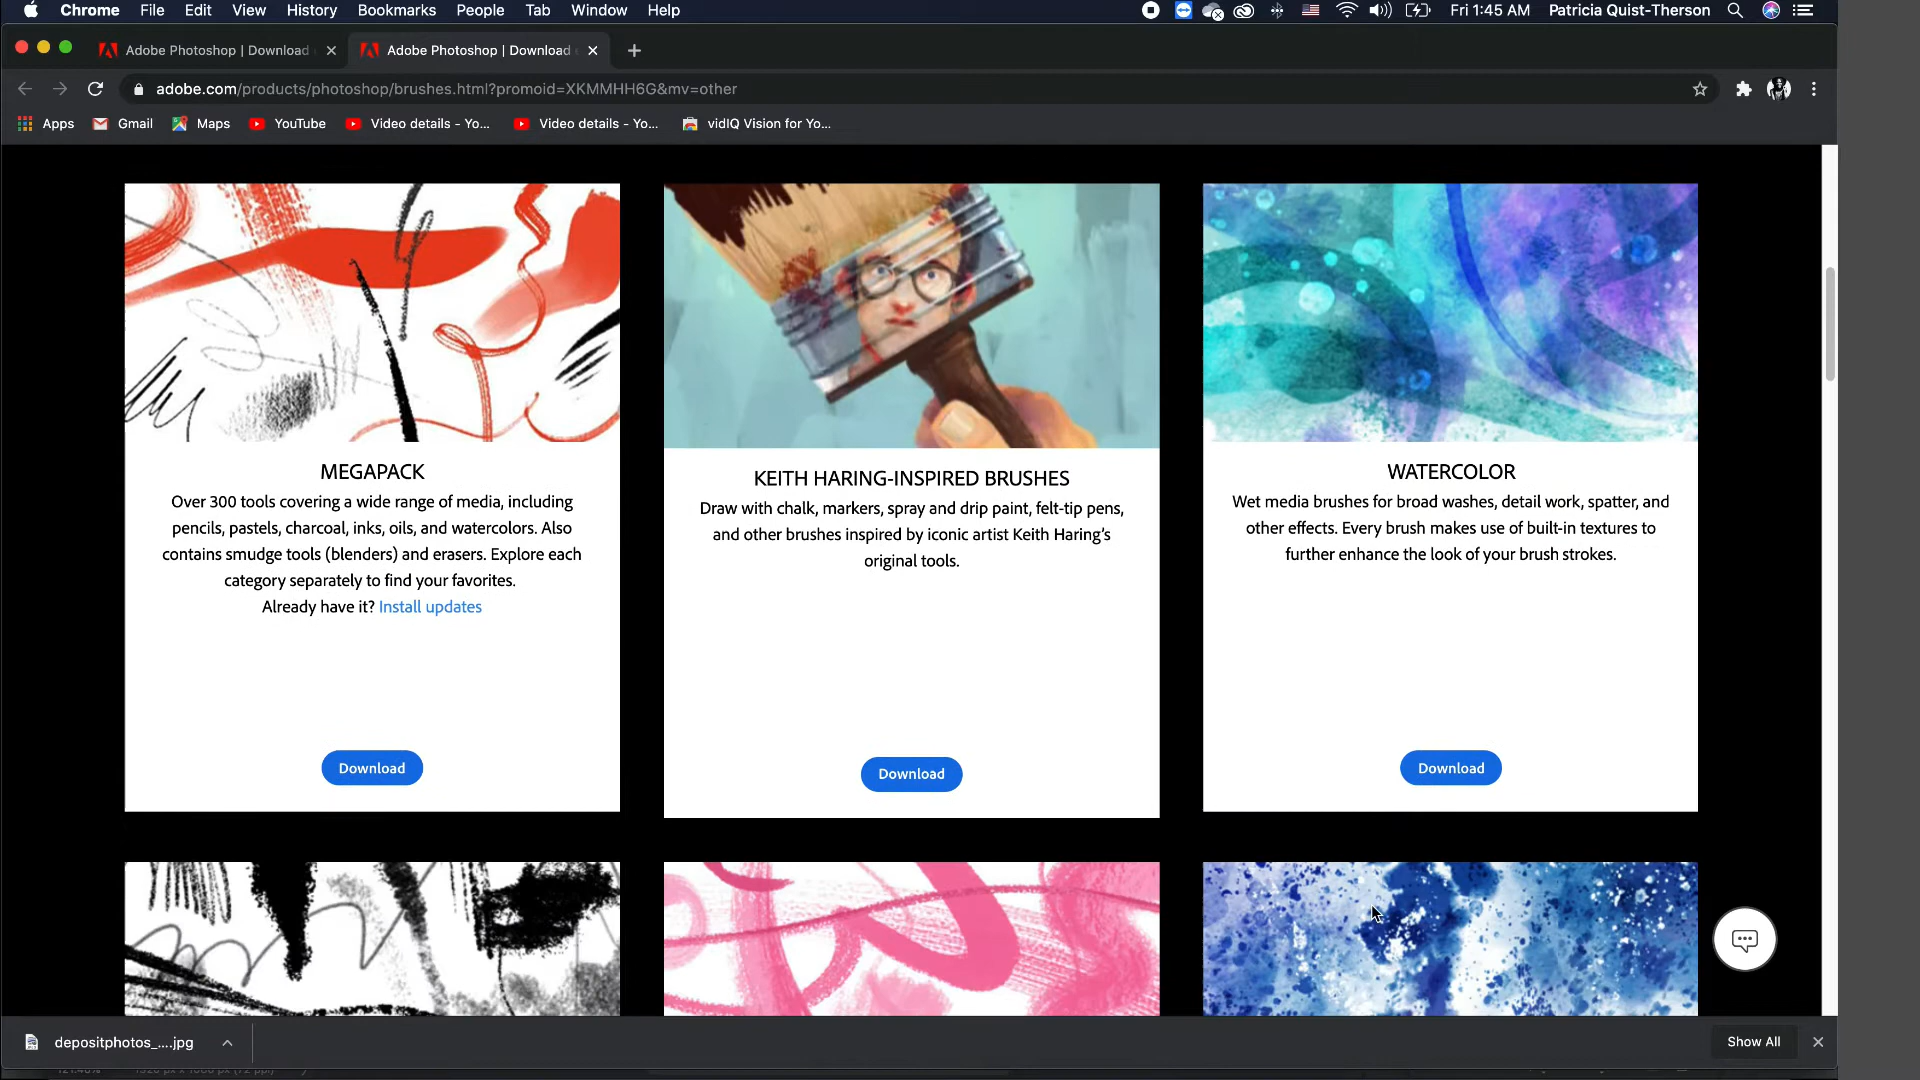 Chrome File Edit View History Bookmarks People Tab Window Help Fri 1:45 AM Patricia Quist-Therson
Adobe Photoshop | Download Adobe Photoshop | Download
adobe.com/products/photoshop/brushes.html?promoid=XKMMHH6G&mv=other
Apps Gmail Maps YouTube Video details - Yo... Video details - Yo... vidIQ Vision for Yo...
MEGAPACK
Over 300 tools covering a wide range of media, including
pencils, pastels, charcoal, inks, oils, and watercolors. Also
contains smudge tools (blenders) and erasers. Explore each
category separately to find your favorites.
Already have it? Install updates
Download
KEITH HARING-INSPIRED BRUSHES
Draw with chalk, markers, spray and drip paint, felt-tip pens,
and other brushes inspired by iconic artist Keith Haring's
original tools.
Download
WATERCOLOR
Wet media brushes for broad washes, detail work, spatter, and
other effects. Every brush makes use of built-in textures to
further enhance the look of your brush strokes.
Download
depositphotos_....jpg
Show All